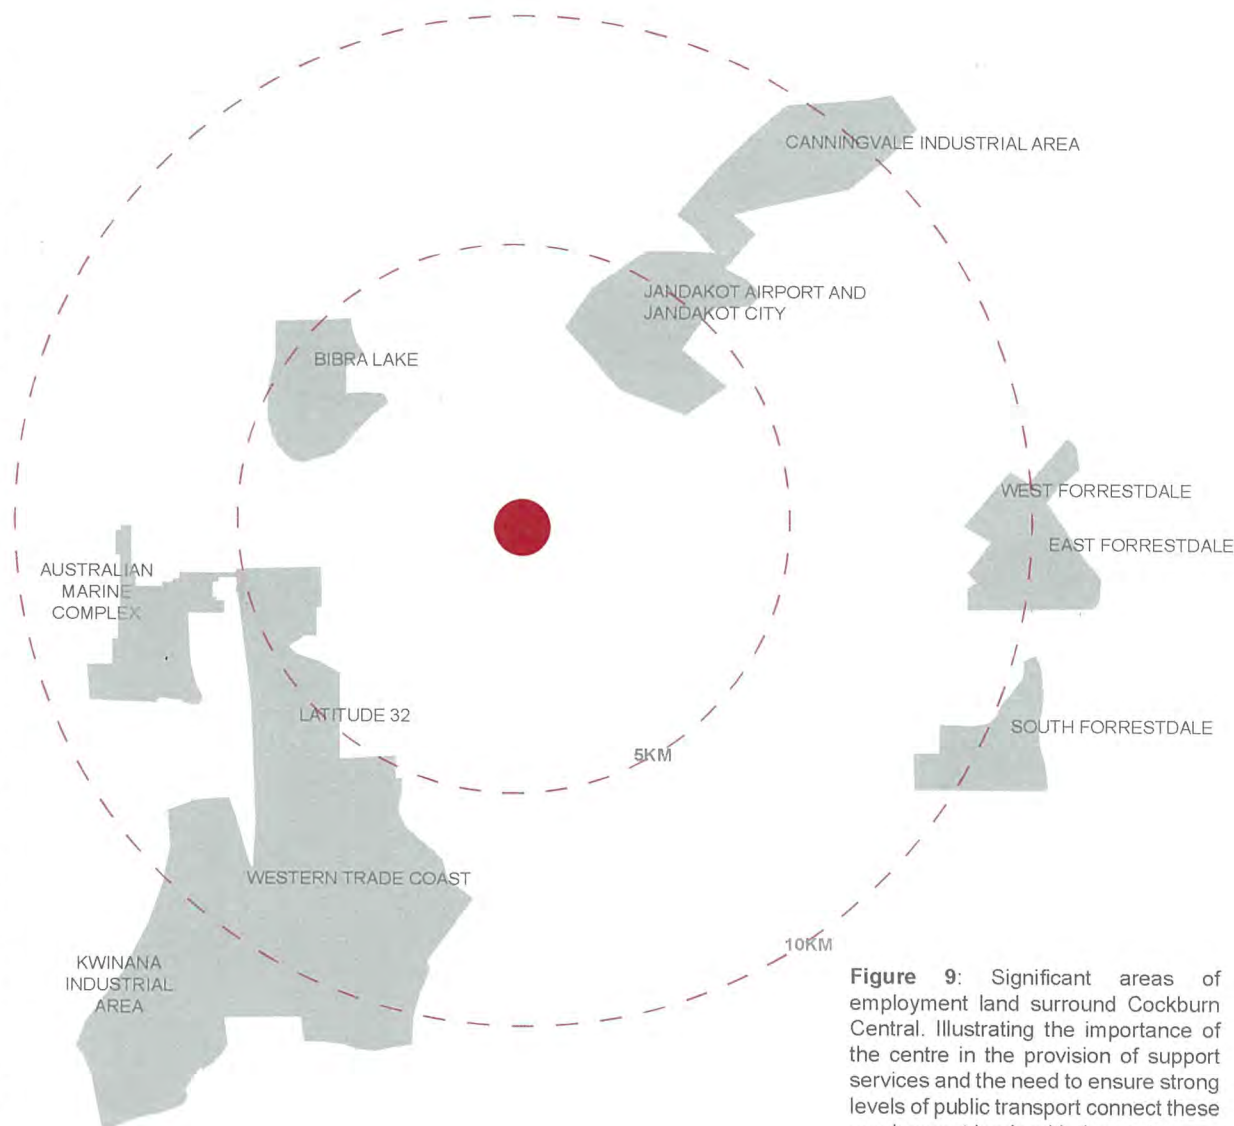 CANNINGVALE INDUSTRIAL AREA
JANDAKOT AIRPORT AND
JANDAKOT CITY
BIBRA LAKE
WEST FORRESTDALE
EAST FORRESTDALE
AUSTRALIAN
MARINE
COMPLEX
LATITUDE 32
SOUTH FORRESTDALE
5KM
WESTERN TRADE COAST
10KM
KWINANA
INDUSTRIAL
AREA
Figure 9: Significant areas of
employment land surround Cockburn
Central. Illustrating the importance of
the centre in the provision of support
services and the need to ensure strong
levels of public transport connect these